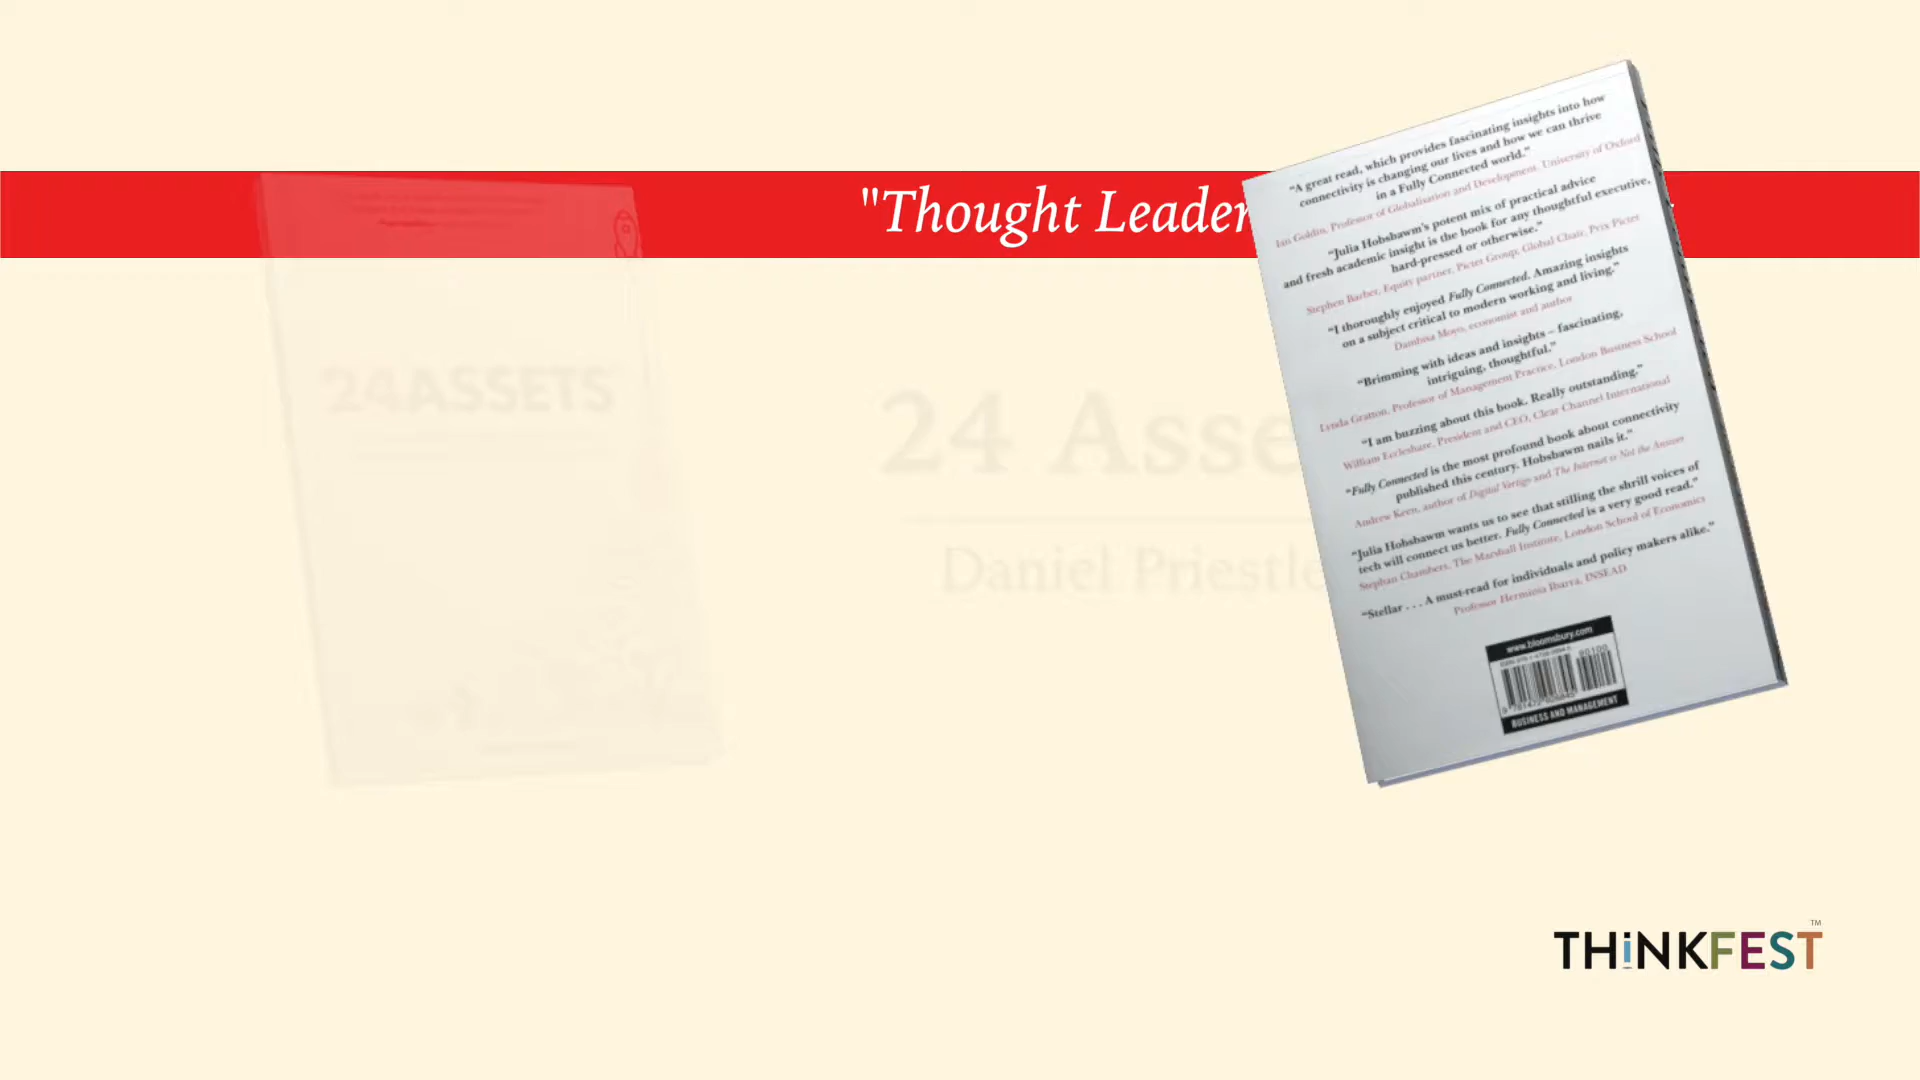 "Thought Leader
24ASSETS
24 Asse
Daniel Priestle
“A great read, which provides fascinating insights into how
connectivity is changing our lives and how we can thrive
in a Fully Connected world.”
Ian Goldin, Professor of Globalisation and Development, University of Oxford
“Julia Hobsbawm's potent mix of practical advice
and fresh academic insight is the book for any thoughtful executive,
hard-pressed or otherwise.”
Stephen Barber, Equity partner, Pictet Group, Global Chair, Prix Pictet
“I thoroughly enjoyed Fully Connected. Amazing insights
on a subject critical to modern working and living.”
Dambisa Moyo, economist and author
“Brimming with ideas and insights – fascinating,
intriguing, thoughtful.”
Lynda Gratton, Professor of Management Practice, London Business School
“I am buzzing about this book. Really outstanding.”
William Eccleshare, President and CEO, Clear Channel International
“Fully Connected is the most profound book about connectivity
published this century. Hobsbawm nails it.”
Andrew Keen, author of Digital Vertigo and The Internet is Not the Answer
“Julia Hobsbawm wants us to see that stilling the shrill voices of
tech will connect us better. Fully Connected is a very good read.”
Stephan Chambers, The Marshall Institute, London School of Economics
“Stellar . . . A must-read for individuals and policy makers alike.”
Professor Herminia Ibarra, INSEAD
www.bloomsbury.com
90100
BUSINESS AND MANAGEMENT
THiNKFEST™